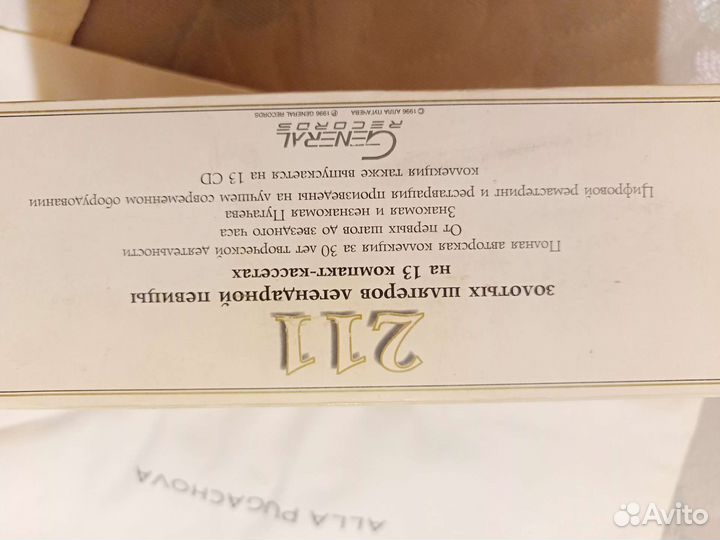 211
ЗОЛОТЫХ ШЛЯГЕРОВ ЛЕГЕНДАРНОЙ ПЕВИЦЫ
НА 13 КОМПАКТ-КАССЕТАХ
Полная авторская коллекция за 30 лет творческой деятельности
От первых шагов до звездного часа
Знакомая и незнакомая Пугачева
Цифровой ремастеринг и реставрация произведены на лучшем современном оборудовании
коллекция также выпускается на 13 CD
GENERAL
RECORDS
© 1996 АЛЛА ПУГАЧЕВА ℗ 1996 GENERAL RECORDS
ALLA PUGACHOVA
Avito